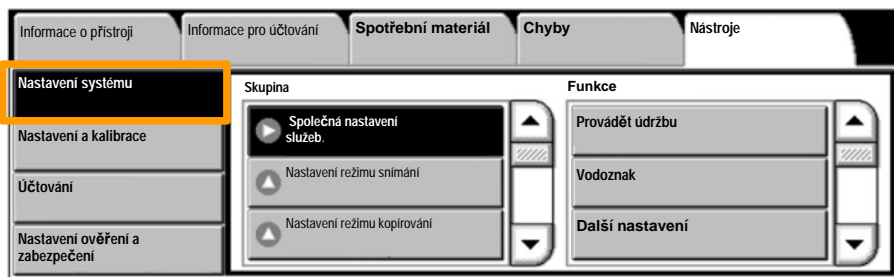 Informace o přístroji
Informace pro účtování
Spotřební materiál
Chyby
Nástroje
Nastavení systému
Nastavení a kalibrace
Účtování
Nastavení ověření a
zabezpečení
Skupina
Společná nastavení
služeb.
Nastavení režimu snímání
Nastavení režimu kopírování
Funkce
Provádět údržbu
Vodoznak
Další nastavení